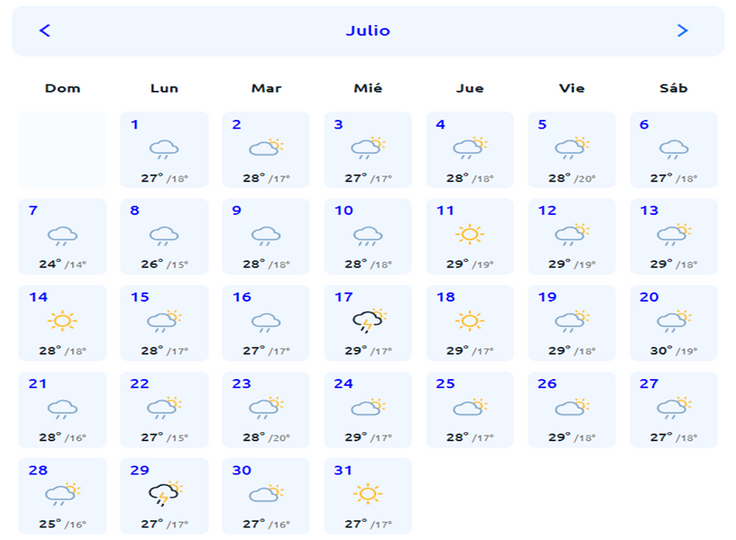 Julio
Dom Lun Mar Mié Jue Vie Sáb
1 2 3 4 5 6
27° /18° 28° /17° 27° /17° 28° /18° 28° /20° 27° /18°
7 8 9 10 11 12 13
24° /14° 26° /15° 28° /18° 28° /18° 29° /19° 29° /19° 29° /18°
14 15 16 17 18 19 20
28° /18° 28° /17° 27° /17° 29° /17° 29° /17° 29° /18° 30° /19°
21 22 23 24 25 26 27
28° /16° 27° /15° 28° /20° 29° /17° 28° /17° 29° /18° 27° /18°
28 29 30 31
25° /16° 27° /17° 27° /16° 27° /17°